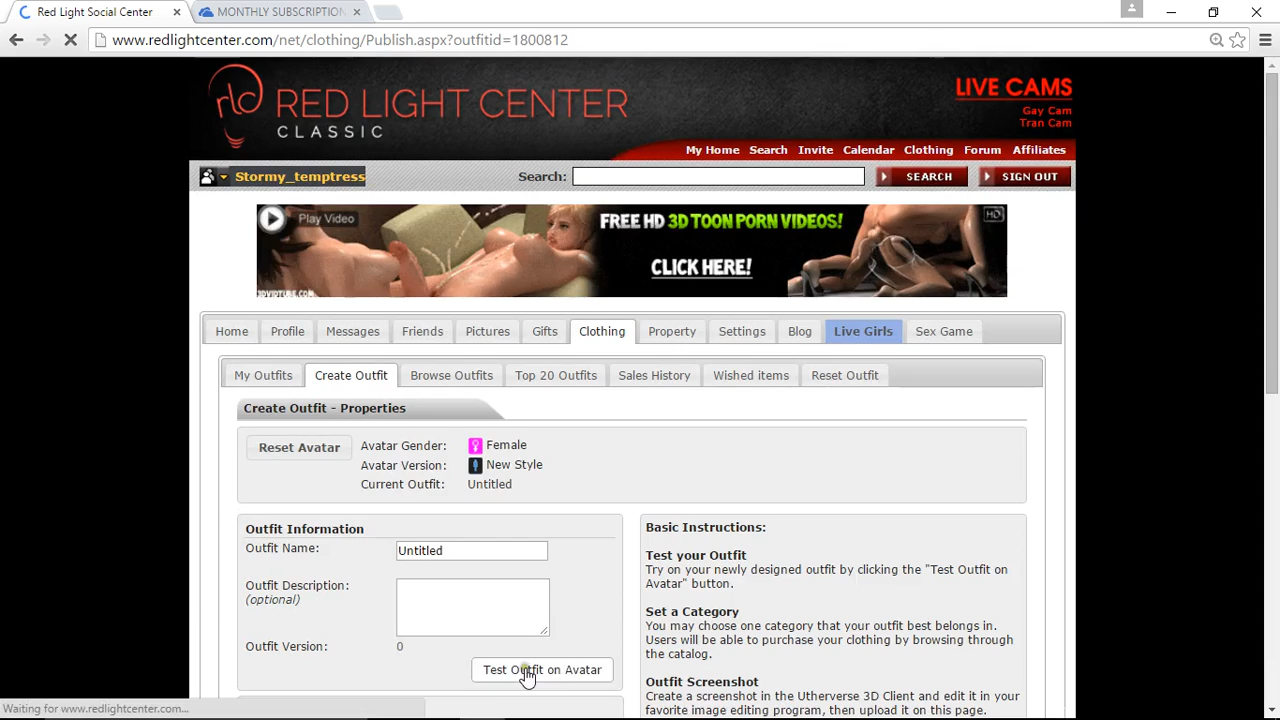 Red Light Social Center
MONTHLY SUBSCRIPTION
www.redlightcenter.com/net/clothing/Publish.aspx?outfitid=1800812
rlc RED LIGHT CENTER
CLASSIC
LIVE CAMS
Gay Cam
Tran Cam
My Home Search Invite Calendar Clothing Forum Affiliates
Stormy_temptress Search: SEARCH SIGN OUT
Play Video FREE HD 3D TOON PORN VIDEOS! HD
CLICK HERE!
3DVIDTUBE.COM
Home Profile Messages Friends Pictures Gifts Clothing Property Settings Blog Live Girls Sex Game
My Outfits Create Outfit Browse Outfits Top 20 Outfits Sales History Wished items Reset Outfit
Create Outfit - Properties
Reset Avatar Avatar Gender: Female
Avatar Version: New Style
Current Outfit: Untitled
Outfit Information
Outfit Name: Untitled
Outfit Description:
(optional)
Outfit Version: 0
Test Outfit on Avatar
Basic Instructions:
Test your Outfit
Try on your newly designed outfit by clicking the "Test Outfit on
Avatar" button.
Set a Category
You may choose one category that your outfit best belongs in.
Users will be able to purchase your clothing by browsing through
the catalog.
Outfit Screenshot
Create a screenshot in the Utherverse 3D Client and edit it in your
favorite image editing program, then upload it on this page.
Waiting for www.redlightcenter.com...